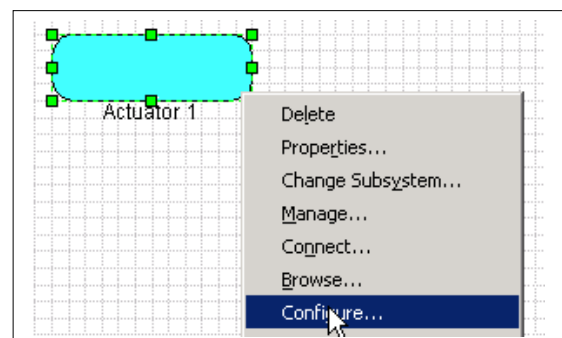 Actuator 1
Delete
Properties...
Change Subsystem...
Manage...
Connect...
Browse...
Configure...